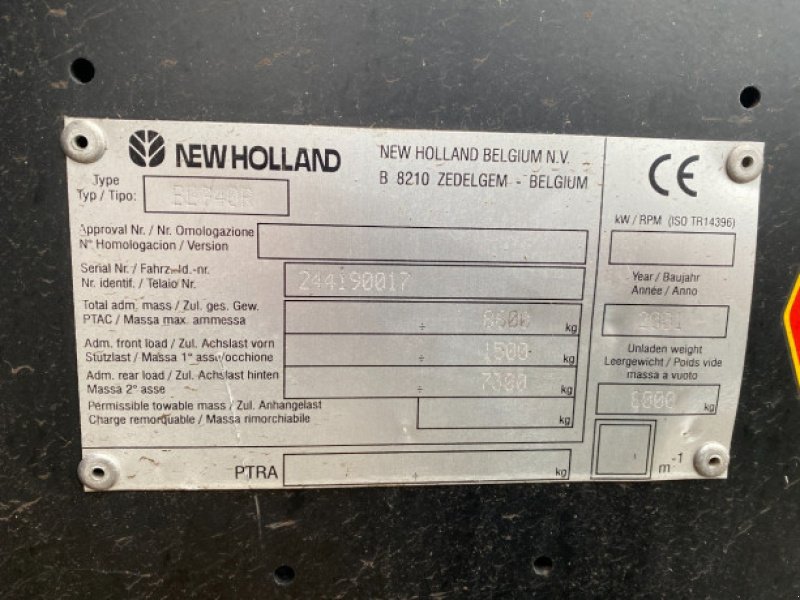 NEW HOLLAND
NEW HOLLAND BELGIUM N.V.
B 8210 ZEDELGEM - BELGIUM
CE
Type
Typ / Tipo:
Approval Nr. / Nr. Omologazione
N° Homologacion / Version
Serial Nr. / Fahrz.-Id.-nr.
Nr. identif. / Telaio Nr.
244190017
Total adm. mass / Zul. ges. Gew.
PTAC / Massa max. ammessa
÷ kg
Adm. front load / Zul. Achslast vorn
Stützlast / Massa 1° asse/occhione
÷ kg
Adm. rear load / Zul. Achslast hinten
Massa 2° asse
÷ 7300 kg
Permissible towable mass / Zul. Anhängelast
Charge remorquable / Massa rimorchiabile
kg
PTRA ÷ kg
kW / RPM (ISO TR14396)
Year / Baujahr
Année / Anno
2001
Unladen weight
Leergewicht / Poids vide
massa a vuoto
8000 kg
m-1